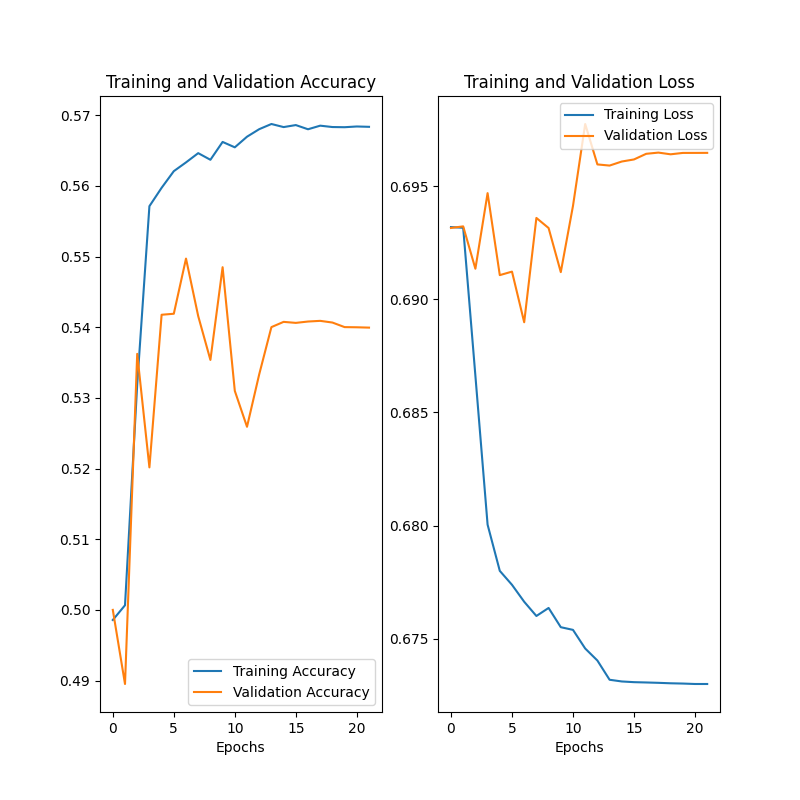 Training and Validation Accuracy
0.57
0.56
0.55
0.54
0.53
0.52
0.51
0.50
0.49
Training Accuracy
Validation Accuracy
0 5 10 15 20
Epochs
Training and Validation Loss
Training Loss
Validation Loss
0.695
0.690
0.685
0.680
0.675
0 5 10 15 20
Epochs